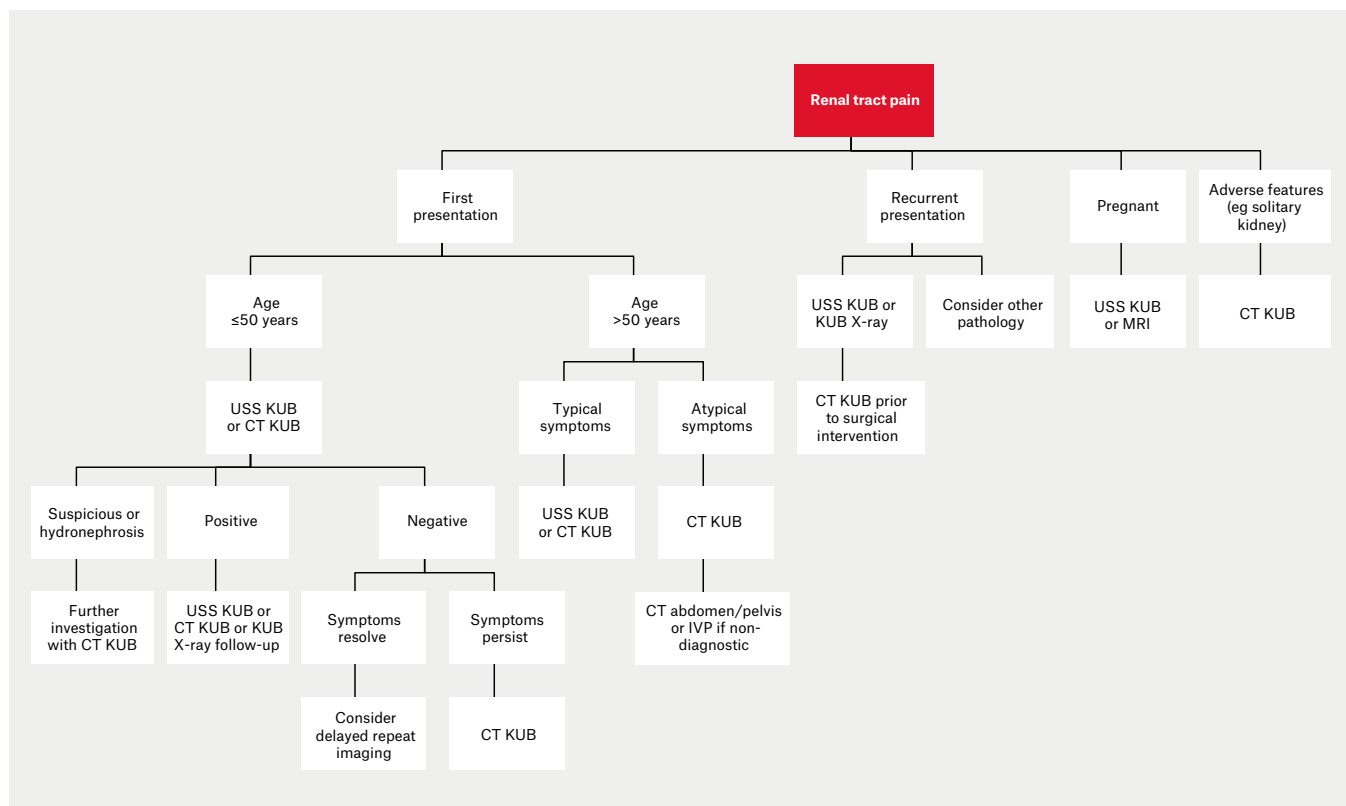 Renal tract pain
First
presentation
Recurrent
presentation
Pregnant
Adverse features
(eg solitary
kidney)
Age
≤50 years
Age
>50 years
USS KUB or
KUB X-ray
Consider other
pathology
USS KUB
or MRI
CT KUB
USS KUB
or CT KUB
Typical
symptoms
Atypical
symptoms
CT KUB prior
to surgical
intervention
Suspicious or
hydronephrosis
Positive
Negative
USS KUB
or CT KUB
CT KUB
Further
investigation
with CT KUB
USS KUB or
CT KUB or KUB
X-ray follow-up
Symptoms
resolve
Symptoms
persist
CT abdomen/pelvis
or IVP if non-
diagnostic
Consider
delayed repeat
imaging
CT KUB